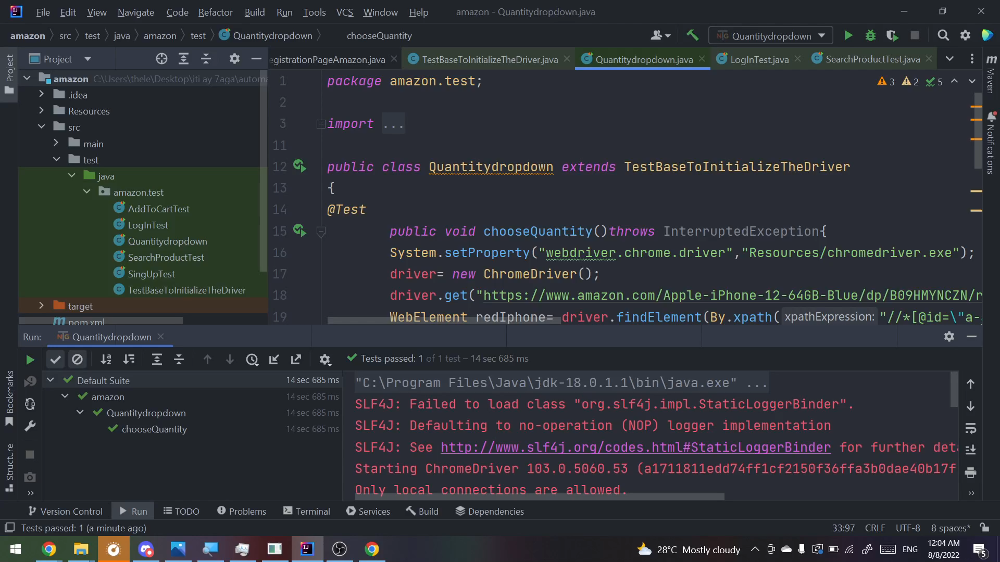 File Edit View Navigate Code Refactor Build Run Tools VCS Window Help amazon - Quantitydropdown.java
amazon src test java amazon test Quantitydropdown chooseQuantity Quantitydropdown
Project egistrationPageAmazon.java TestBaseToInitializeTheDriver.java Quantitydropdown.java LogInTest.java SearchProductTest.java
Project
Maven
Notifications
Bookmarks
Structure
amazon C:\Users\thele\Desktop\iti ay 7aga\autom
.idea
Resources
src
main
test
java
amazon.test
AddToCartTest
LogInTest
Quantitydropdown
SearchProductTest
SingUpTest
TestBaseToInitializeTheDriver
target
pom.xml
3 2 5
1 package amazon.test;
2
3 import ...
11
12 public class Quantitydropdown extends TestBaseToInitializeTheDriver
13 {
14 @Test
15 public void chooseQuantity()throws InterruptedException{
16 System.setProperty("webdriver.chrome.driver","Resources/chromedriver.exe");
17 driver= new ChromeDriver();
18 driver.get("https://www.amazon.com/Apple-iPhone-12-64GB-Blue/dp/B09HMYNCZN/r
19 WebElement redIphone= driver.findElement(By.xpath( xpathExpression: "//*[@id=\"a-
Run: Quantitydropdown
Tests passed: 1 of 1 test – 14 sec 685 ms
Default Suite 14 sec 685 ms
amazon 14 sec 685 ms
Quantitydropdown 14 sec 685 ms
chooseQuantity 14 sec 685 ms
"C:\Program Files\Java\jdk-18.0.1.1\bin\java.exe" ...
SLF4J: Failed to load class "org.slf4j.impl.StaticLoggerBinder".
SLF4J: Defaulting to no-operation (NOP) logger implementation
SLF4J: See http://www.slf4j.org/codes.html#StaticLoggerBinder for further deta
Starting ChromeDriver 103.0.5060.53 (a1711811edd74ff1cf2150f36ffa3b0dae40b17f
Only local connections are allowed.
Version Control Run TODO Problems Terminal Services Build Dependencies
Tests passed: 1 (a minute ago) 33:97 CRLF UTF-8 8 spaces*
28°C Mostly cloudy ENG 12:04 AM
8/8/2022 5